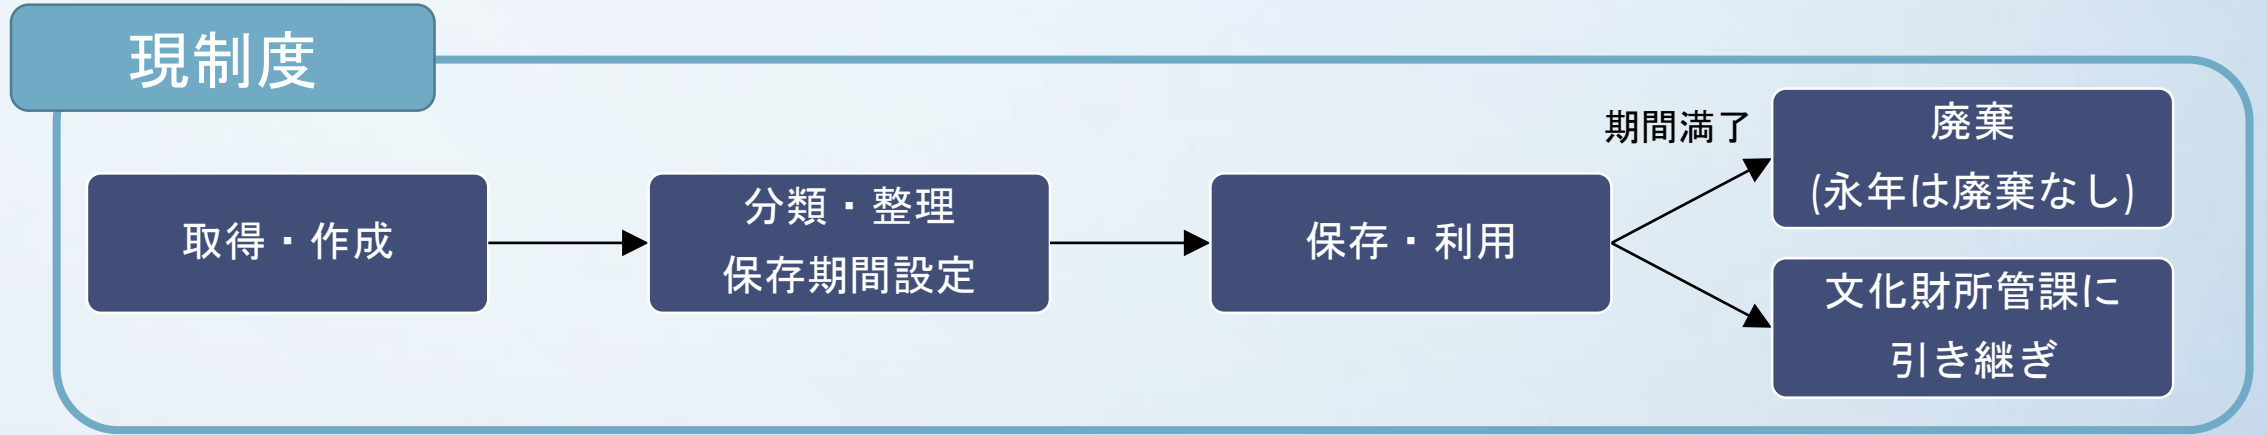 現制度
取得・作成
分類・整理
保存期間設定
保存・利用
期間満了
廃棄
(永年は廃棄なし)
文化財所管課に
引き継ぎ